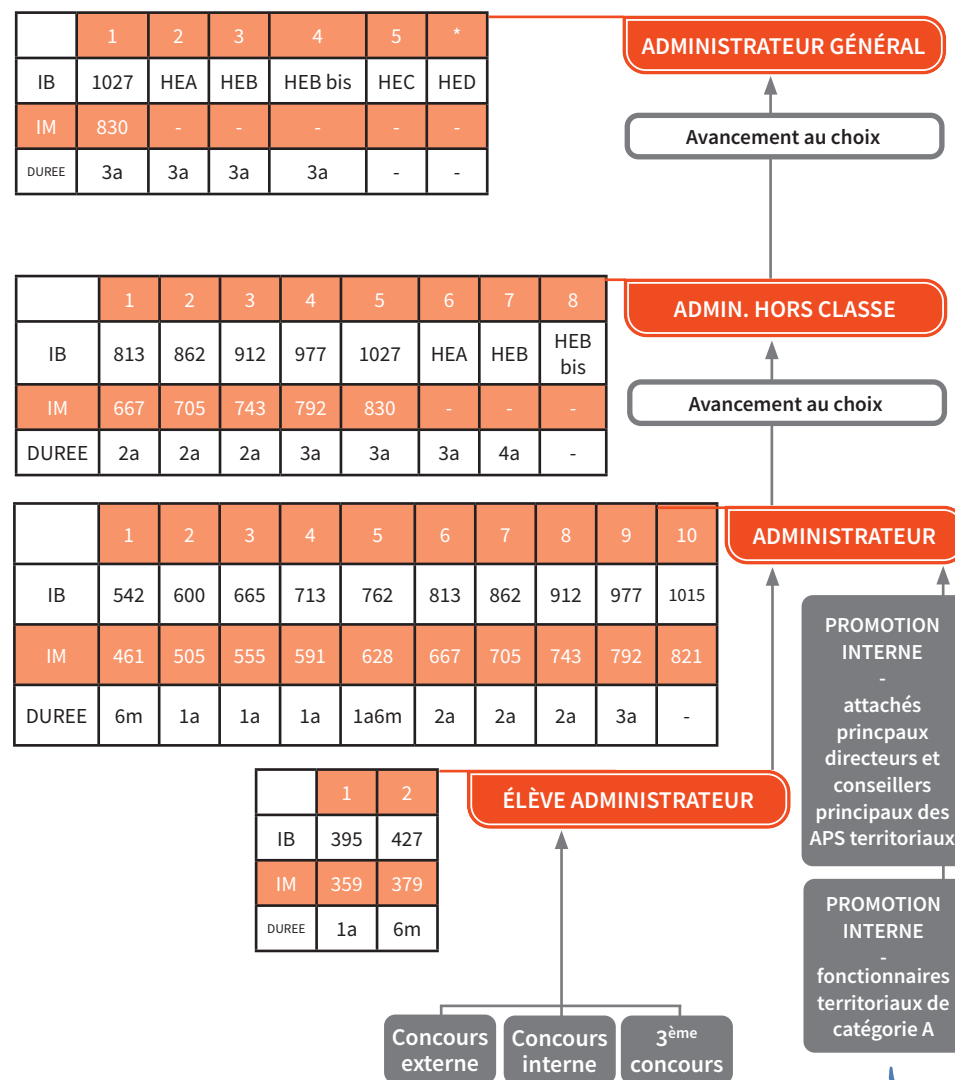 1 2 3 4 5 *
IB 1027 HEA HEB HEB bis HEC HED
IM 830 - - - - -
DUREE 3a 3a 3a 3a - -
ADMINISTRATEUR GÉNÉRAL
Avancement au choix
1 2 3 4 5 6 7 8
IB 813 862 912 977 1027 HEA HEB HEB
bis
IM 667 705 743 792 830 - - -
DUREE 2a 2a 2a 3a 3a 3a 4a -
ADMIN. HORS CLASSE
Avancement au choix
1 2 3 4 5 6 7 8 9 10
IB 542 600 665 713 762 813 862 912 977 1015
IM 461 505 555 591 628 667 705 743 792 821
DUREE 6m 1a 1a 1a 1a6m 2a 2a 2a 3a -
ADMINISTRATEUR
PROMOTION
INTERNE
-
attachés
princpaux
directeurs et
conseillers
principaux des
APS territoriaux
1 2
IB 395 427
IM 359 379
DUREE 1a 6m
ÉLÈVE ADMINISTRATEUR
PROMOTION
INTERNE
-
fonctionnaires
territoriaux de
catégorie A
Concours
externe
Concours
interne
3ème
concours